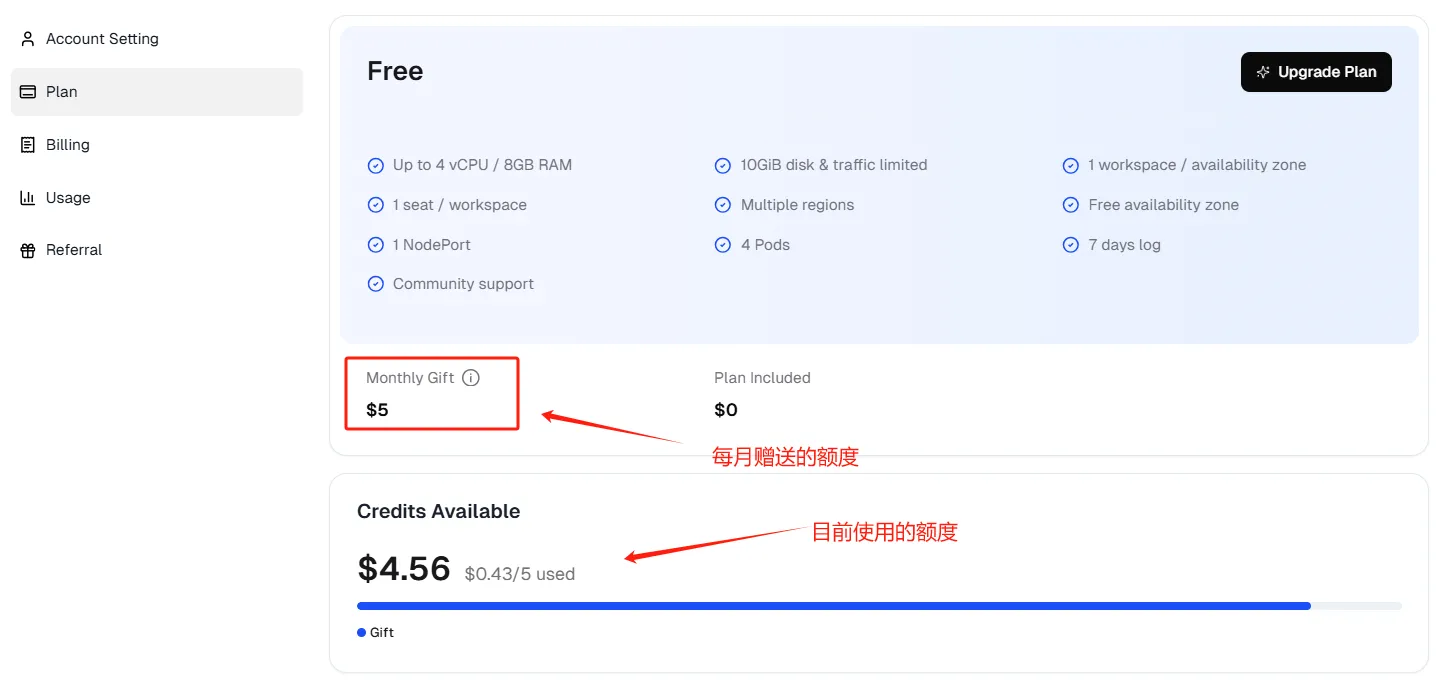 Account Setting
Plan
Billing
Usage
Referral
Free
Upgrade Plan
Up to 4 vCPU / 8GB RAM
10GiB disk & traffic limited
1 workspace / availability zone
1 seat / workspace
Multiple regions
Free availability zone
1 NodePort
4 Pods
7 days log
Community support
Monthly Gift
$5
Plan Included
$0
每月赠送的额度
Credits Available
目前使用的额度
$4.56 $0.43/5 used
Gift